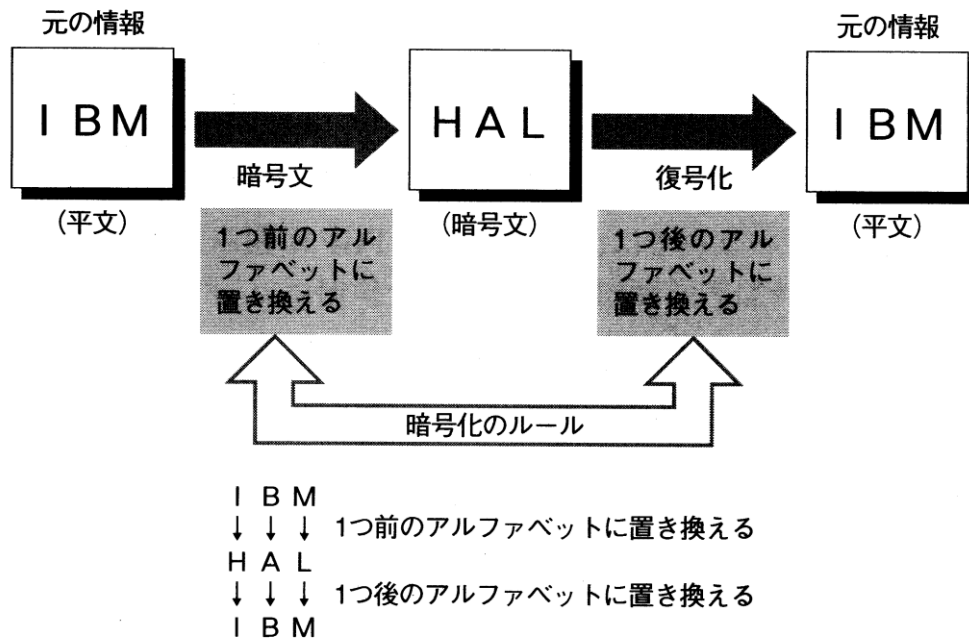 元の情報
元の情報
IBM
HAL
IBM
暗号文
復号化
(平文)
(暗号文)
(平文)
1つ前のアル
ファベットに
置き換える
1つ後のアル
ファベットに
置き換える
暗号化のルール
I B M
↓ ↓ ↓ 1つ前のアルファベットに置き換える
H A L
↓ ↓ ↓ 1つ後のアルファベットに置き換える
I B M